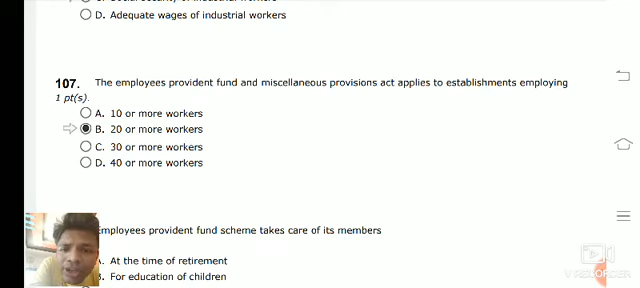 D. Adequate wages of industrial workers
107. The employees provident fund and miscellaneous provisions act applies to establishments employing
1 pt(s).
A. 10 or more workers
B. 20 or more workers
C. 30 or more workers
D. 40 or more workers
Employees provident fund scheme takes care of its members
At the time of retirement
For education of children
V RECORDER